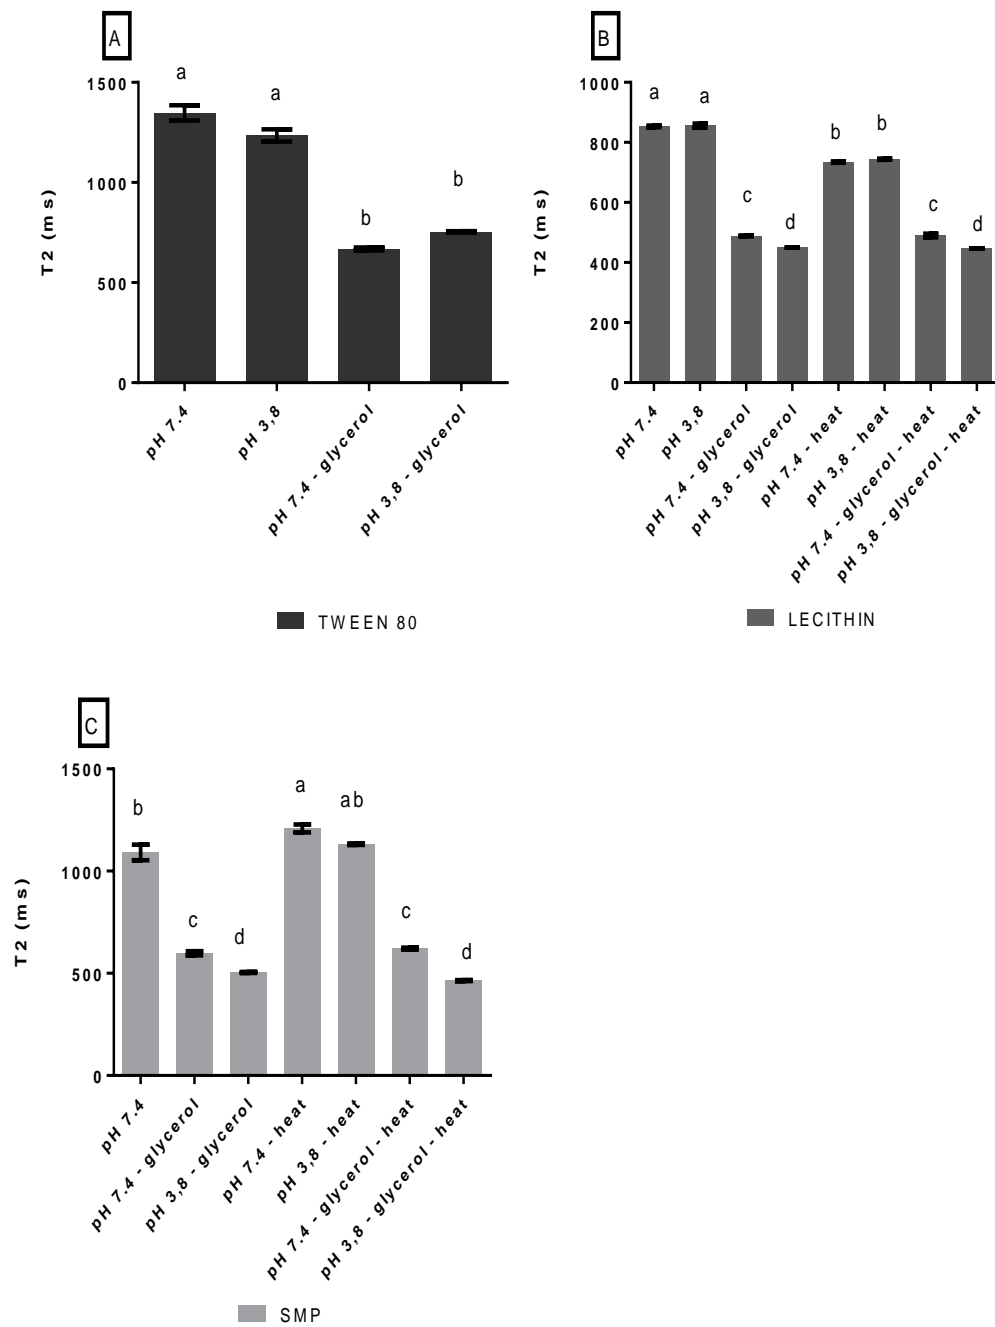 A
a
a
b
b
1500
1000
500
0
T2 (ms)
pH 7.4
pH 3,8
pH 7.4 - glycerol
pH 3,8 - glycerol
TWEEN 80
B
a
a
c
d
b
b
c
d
1000
800
600
400
200
0
T2 (ms)
pH 7.4
pH 3,8
pH 7.4 - glycerol
pH 3,8 - glycerol
pH 7.4 - heat
pH 3,8 - heat
pH 7.4 - glycerol - heat
pH 3,8 - glycerol - heat
LECITHIN
C
b
c
d
a
ab
c
d
1500
1000
500
0
T2 (ms)
pH 7.4
pH 7.4 - glycerol
pH 3,8 - glycerol
pH 7.4 - heat
pH 3,8 - heat
pH 7.4 - glycerol - heat
pH 3,8 - glycerol - heat
SMP